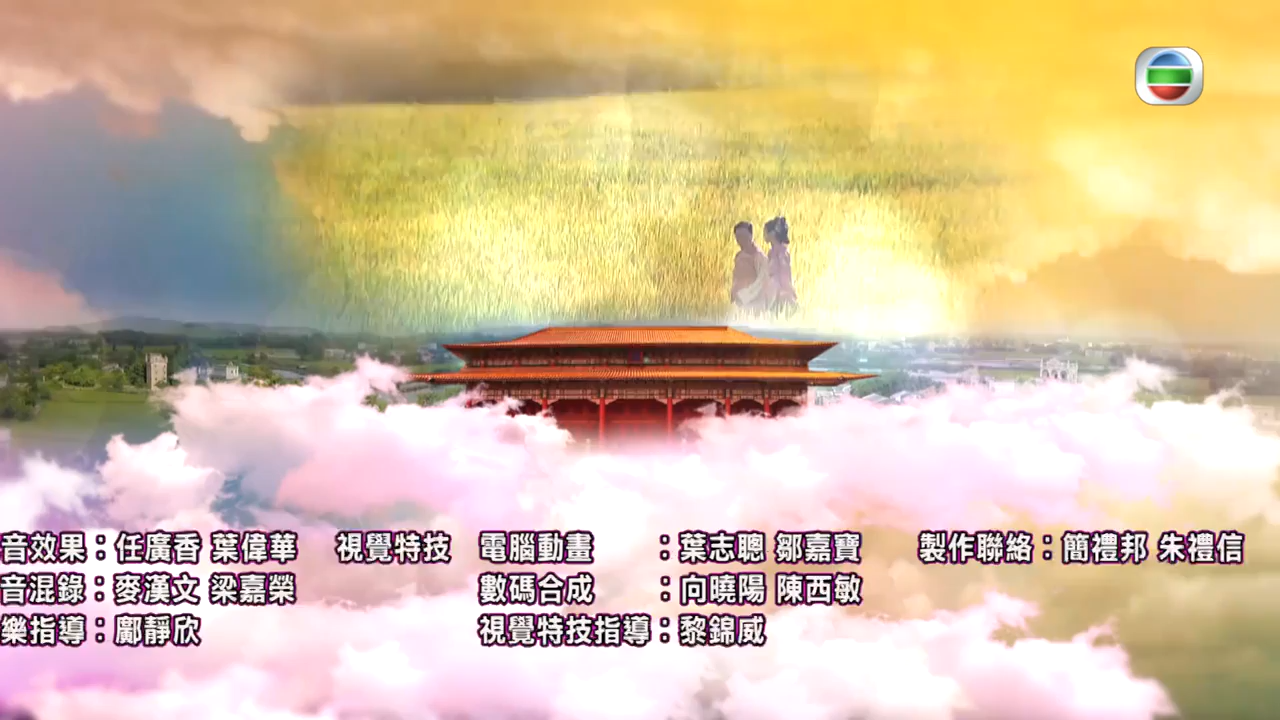 音效果：任廣香 葉偉華 視覺特技 電腦動畫 ：葉志聰 鄒嘉寶 製作聯絡：簡禮邦 朱禮信
音混錄：麥漢文 梁嘉榮 數碼合成 ：向曉陽 陳西敏
樂指導：鄺靜欣 視覺特技指導：黎錦威